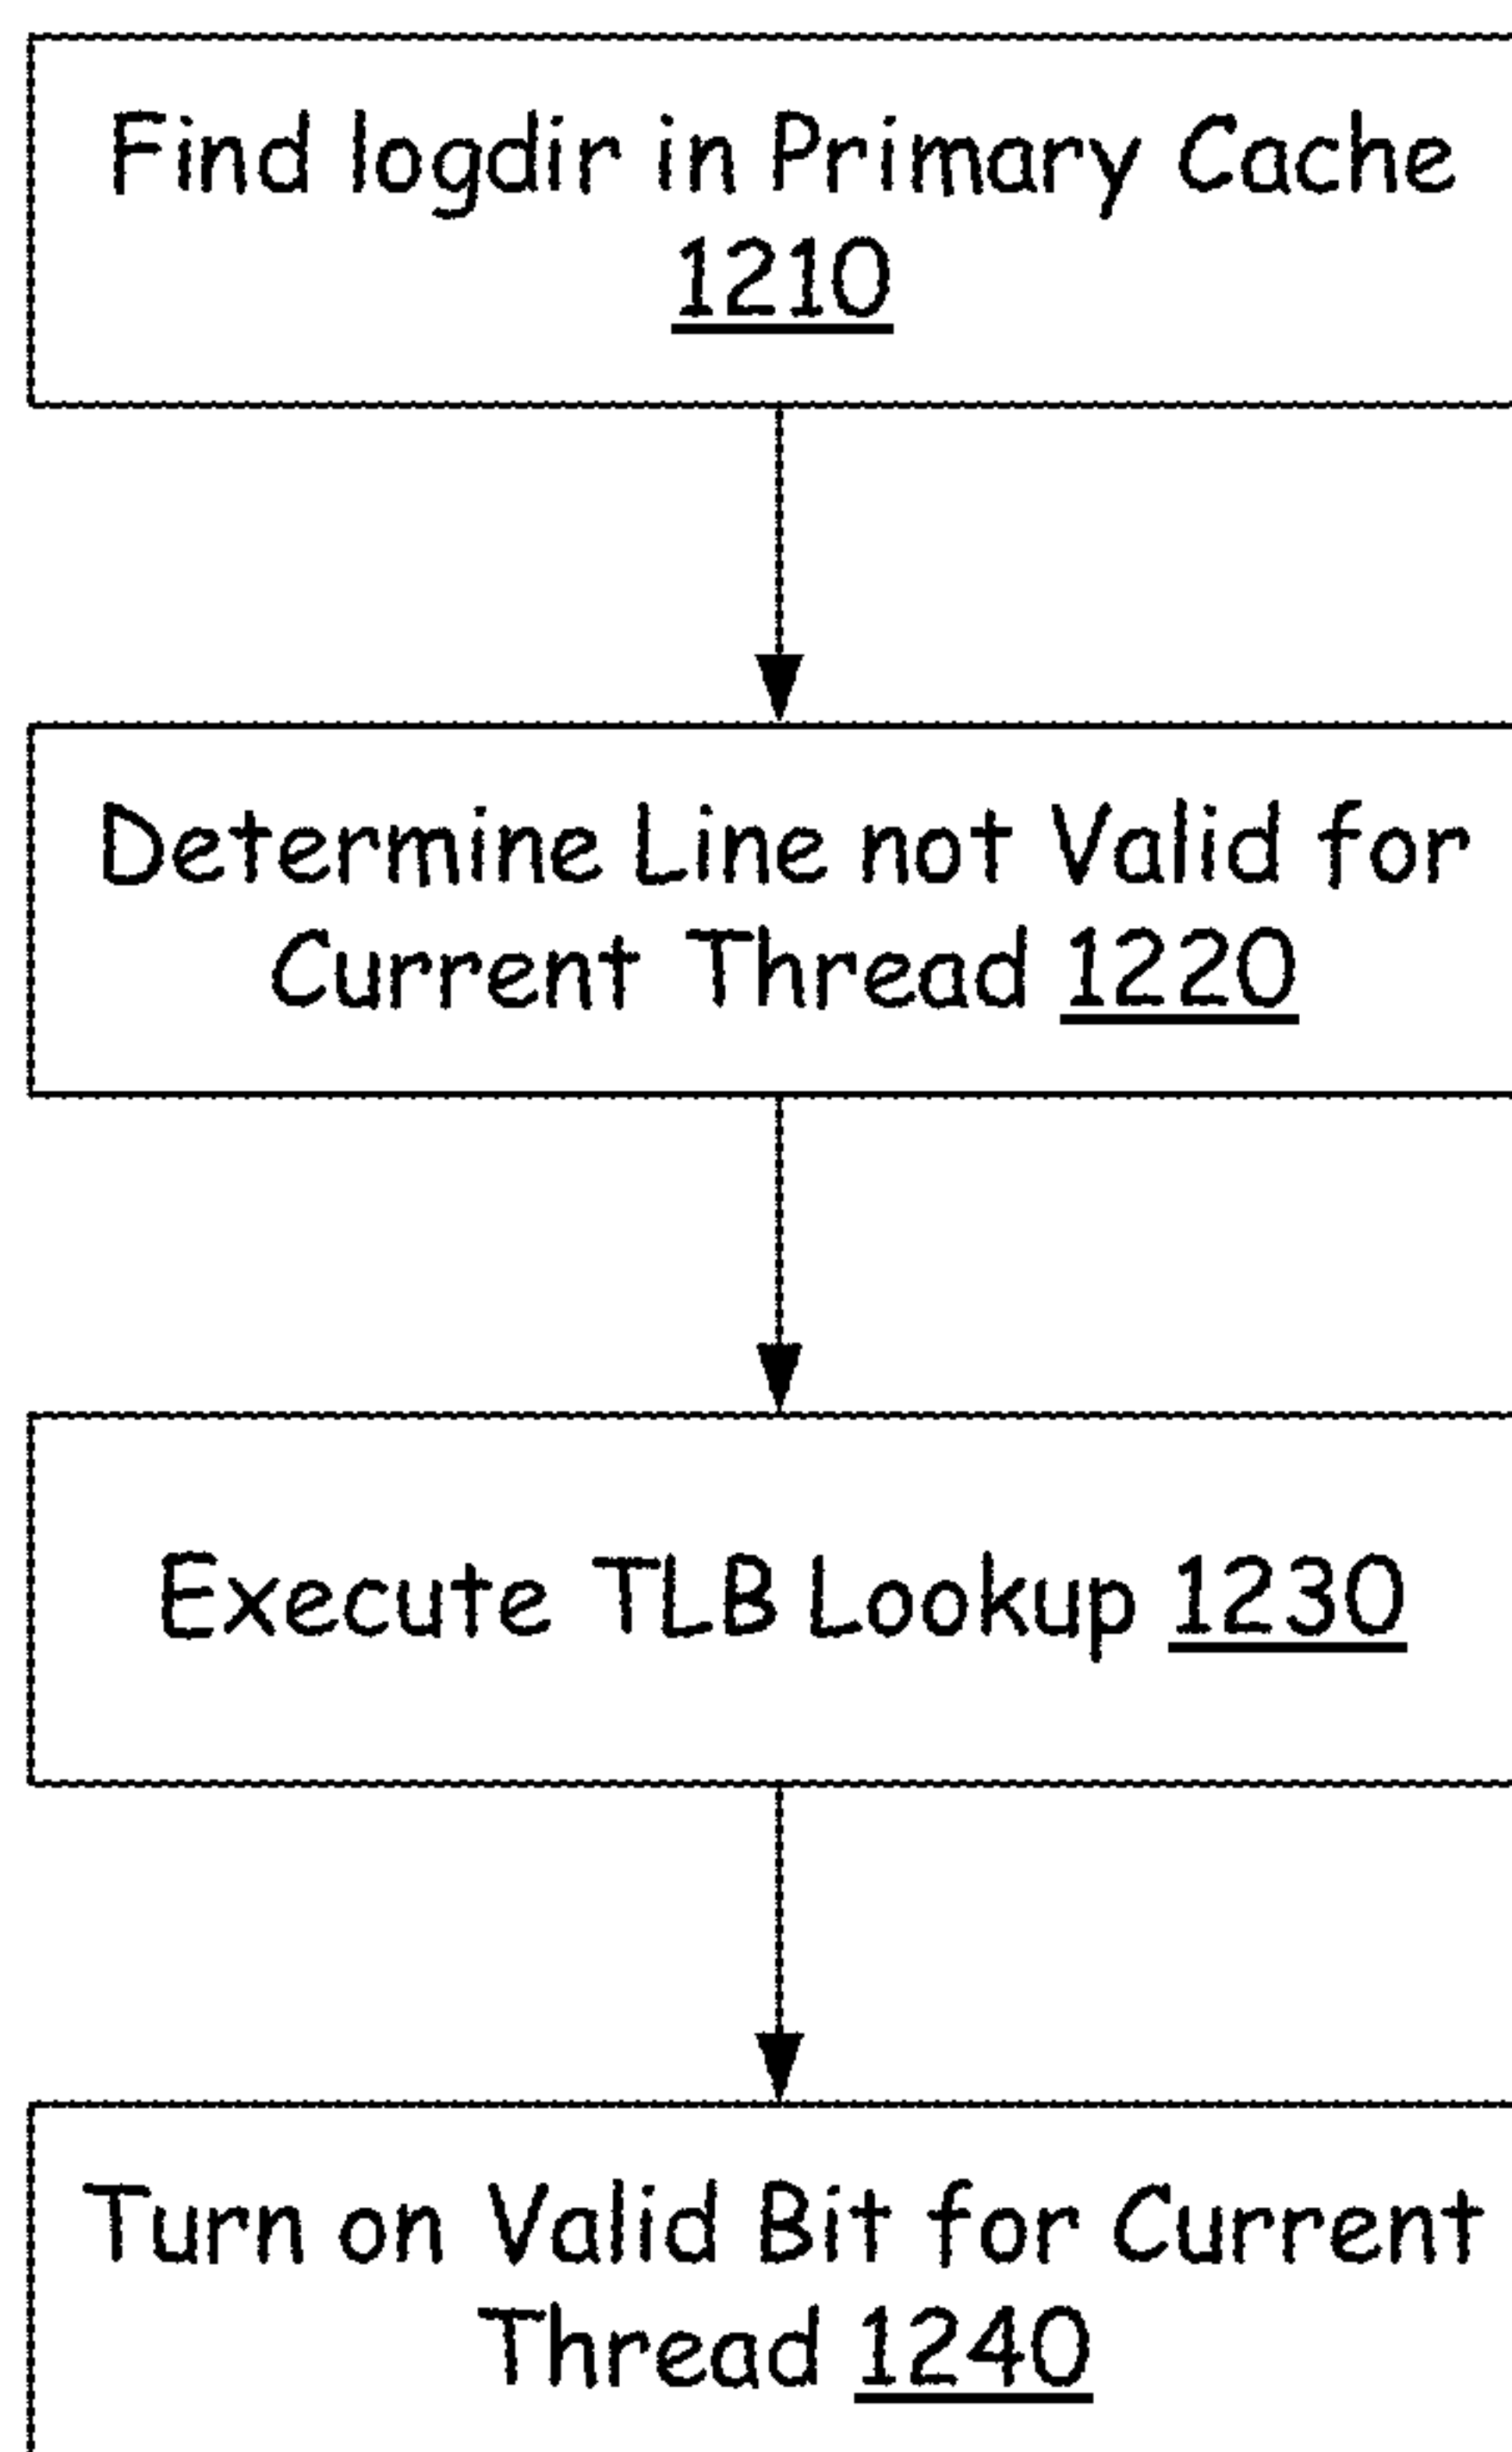 Find logdir in Primary Cache
1210
Determine Line not Valid for
Current Thread 1220
Execute TLB Lookup 1230
Turn on Valid Bit for Current
Thread 1240